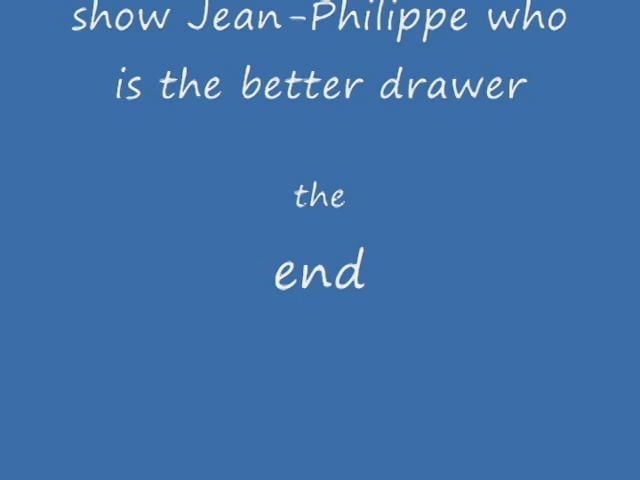 show Jean-Philippe who
is the better drawer
the
end